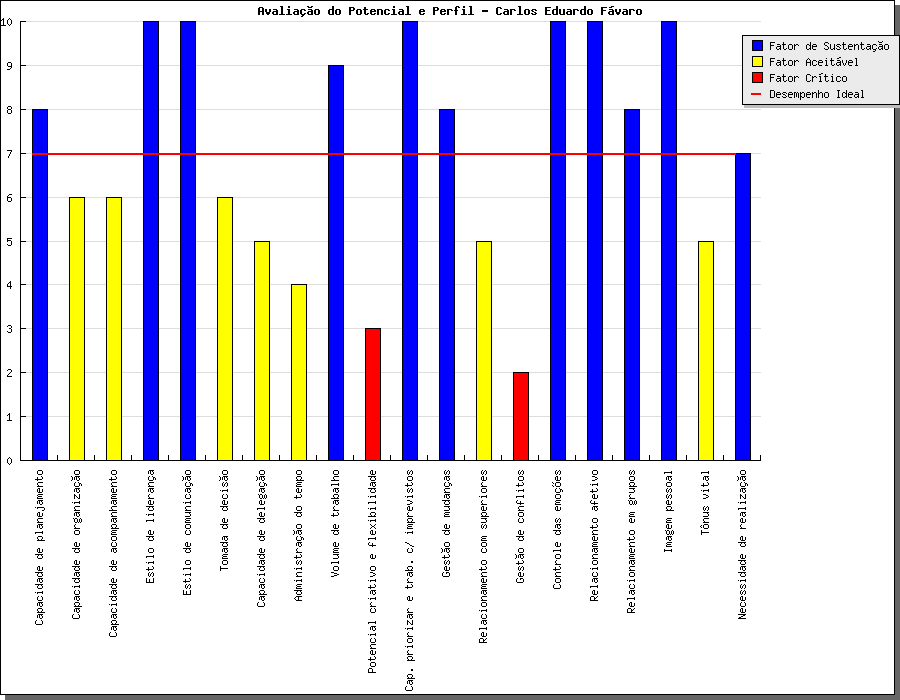 Avaliação do Potencial e Perfil - Carlos Eduardo Fávaro
Fator de Sustentação
Fator Aceitável
Fator Crítico
Desempenho Ideal
10
9
8
7
6
5
4
3
2
1
0
Capacidade de planejamento
Capacidade de organização
Capacidade de acompanhamento
Estilo de liderança
Estilo de comunicação
Tomada de decisão
Capacidade de delegação
Administração do tempo
Volume de trabalho
Potencial criativo e flexibilidade
Cap. priorizar e trab. c/ imprevistos
Gestão de mudanças
Relacionamento com superiores
Gestão de conflitos
Controle das emoções
Relacionamento afetivo
Relacionamento em grupos
Imagem pessoal
Tônus vital
Necessidade de realização